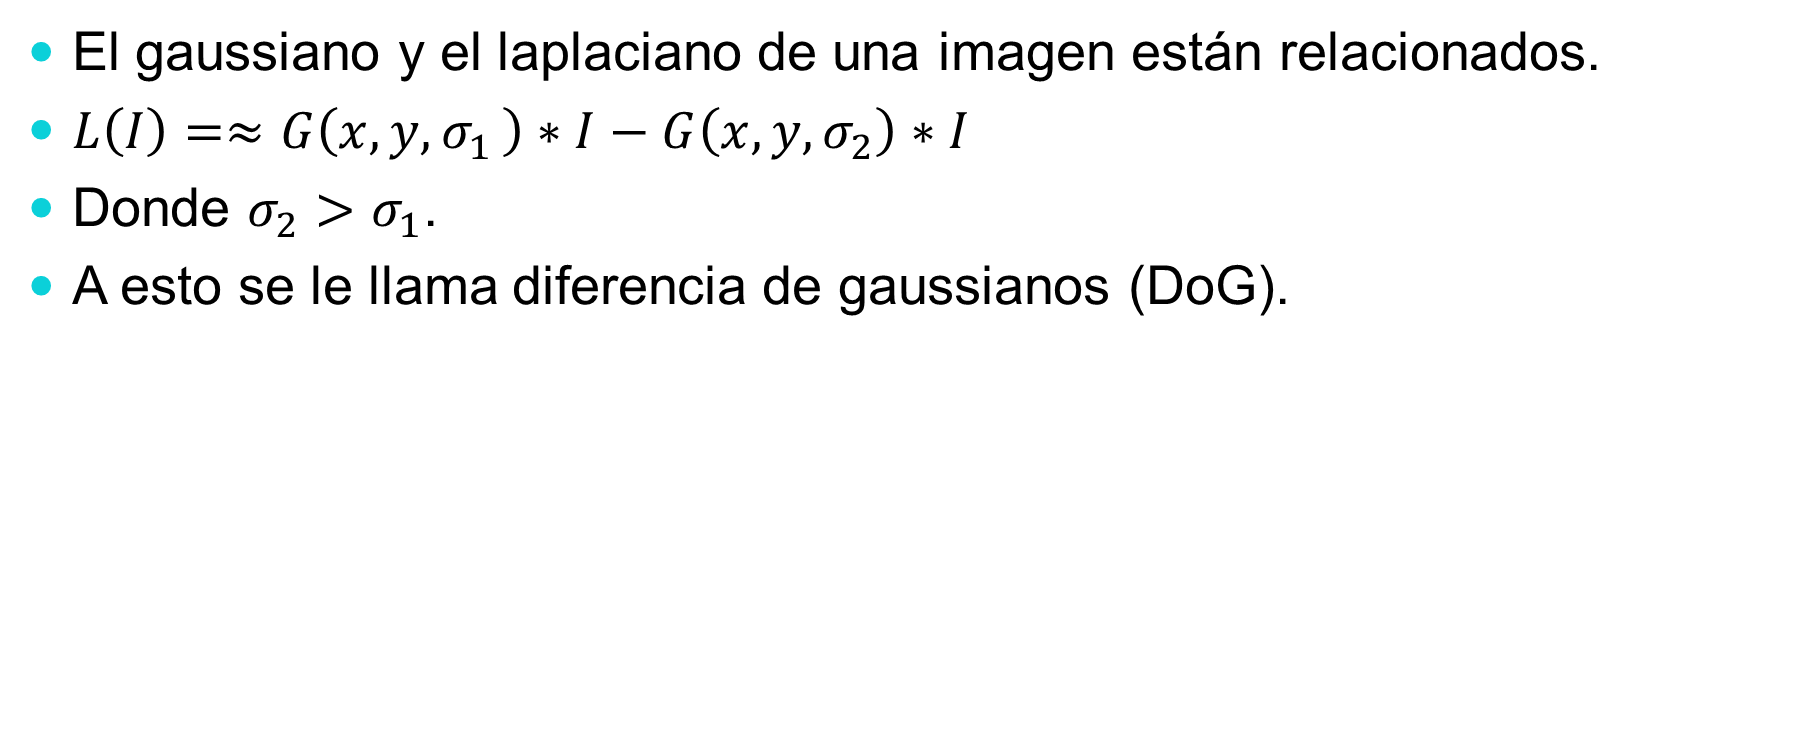 • El gaussiano y el laplaciano de una imagen están relacionados.
• 𝐿(𝐼) =≈ 𝐺(𝑥, 𝑦, 𝜎₁ ) ∗ 𝐼 − 𝐺(𝑥, 𝑦, 𝜎₂) ∗ 𝐼
• Donde 𝜎₂ > 𝜎₁.
• A esto se le llama diferencia de gaussianos (DoG).